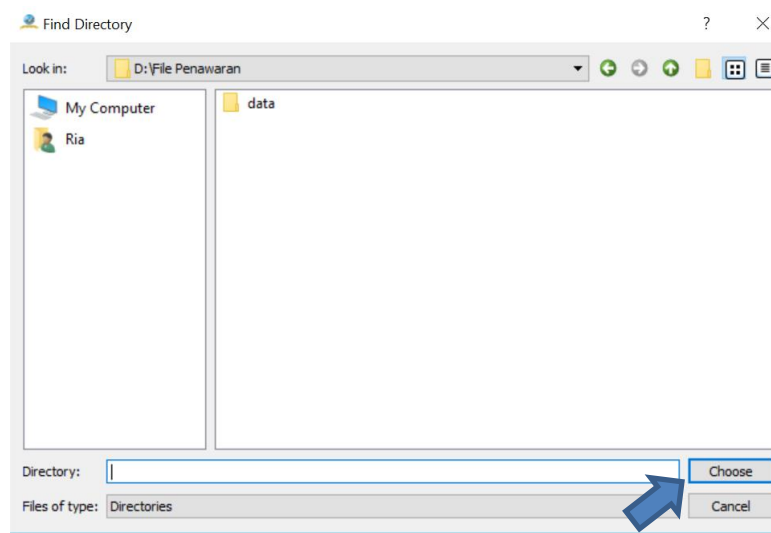 Find Directory ?
Look in: D:\File Penawaran
My Computer
Ria
data
Directory: Choose
Files of type: Directories Cancel